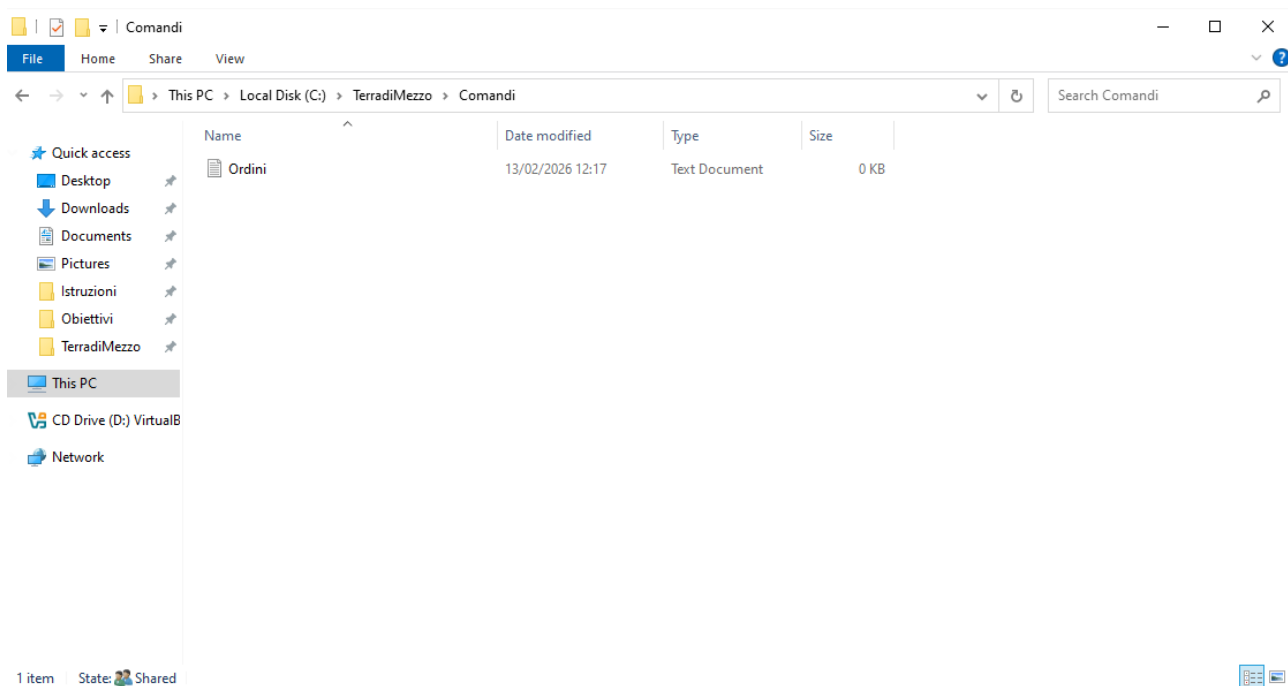 Comandi
File Home Share View
This PC > Local Disk (C:) > TerradiMezzo > Comandi
Search Comandi
Name Date modified Type Size
Quick access
Ordini 13/02/2026 12:17 Text Document 0 KB
Desktop
Downloads
Documents
Pictures
Istruzioni
Obiettivi
TerradiMezzo
This PC
CD Drive (D:) VirtualB
Network
1 item State: Shared